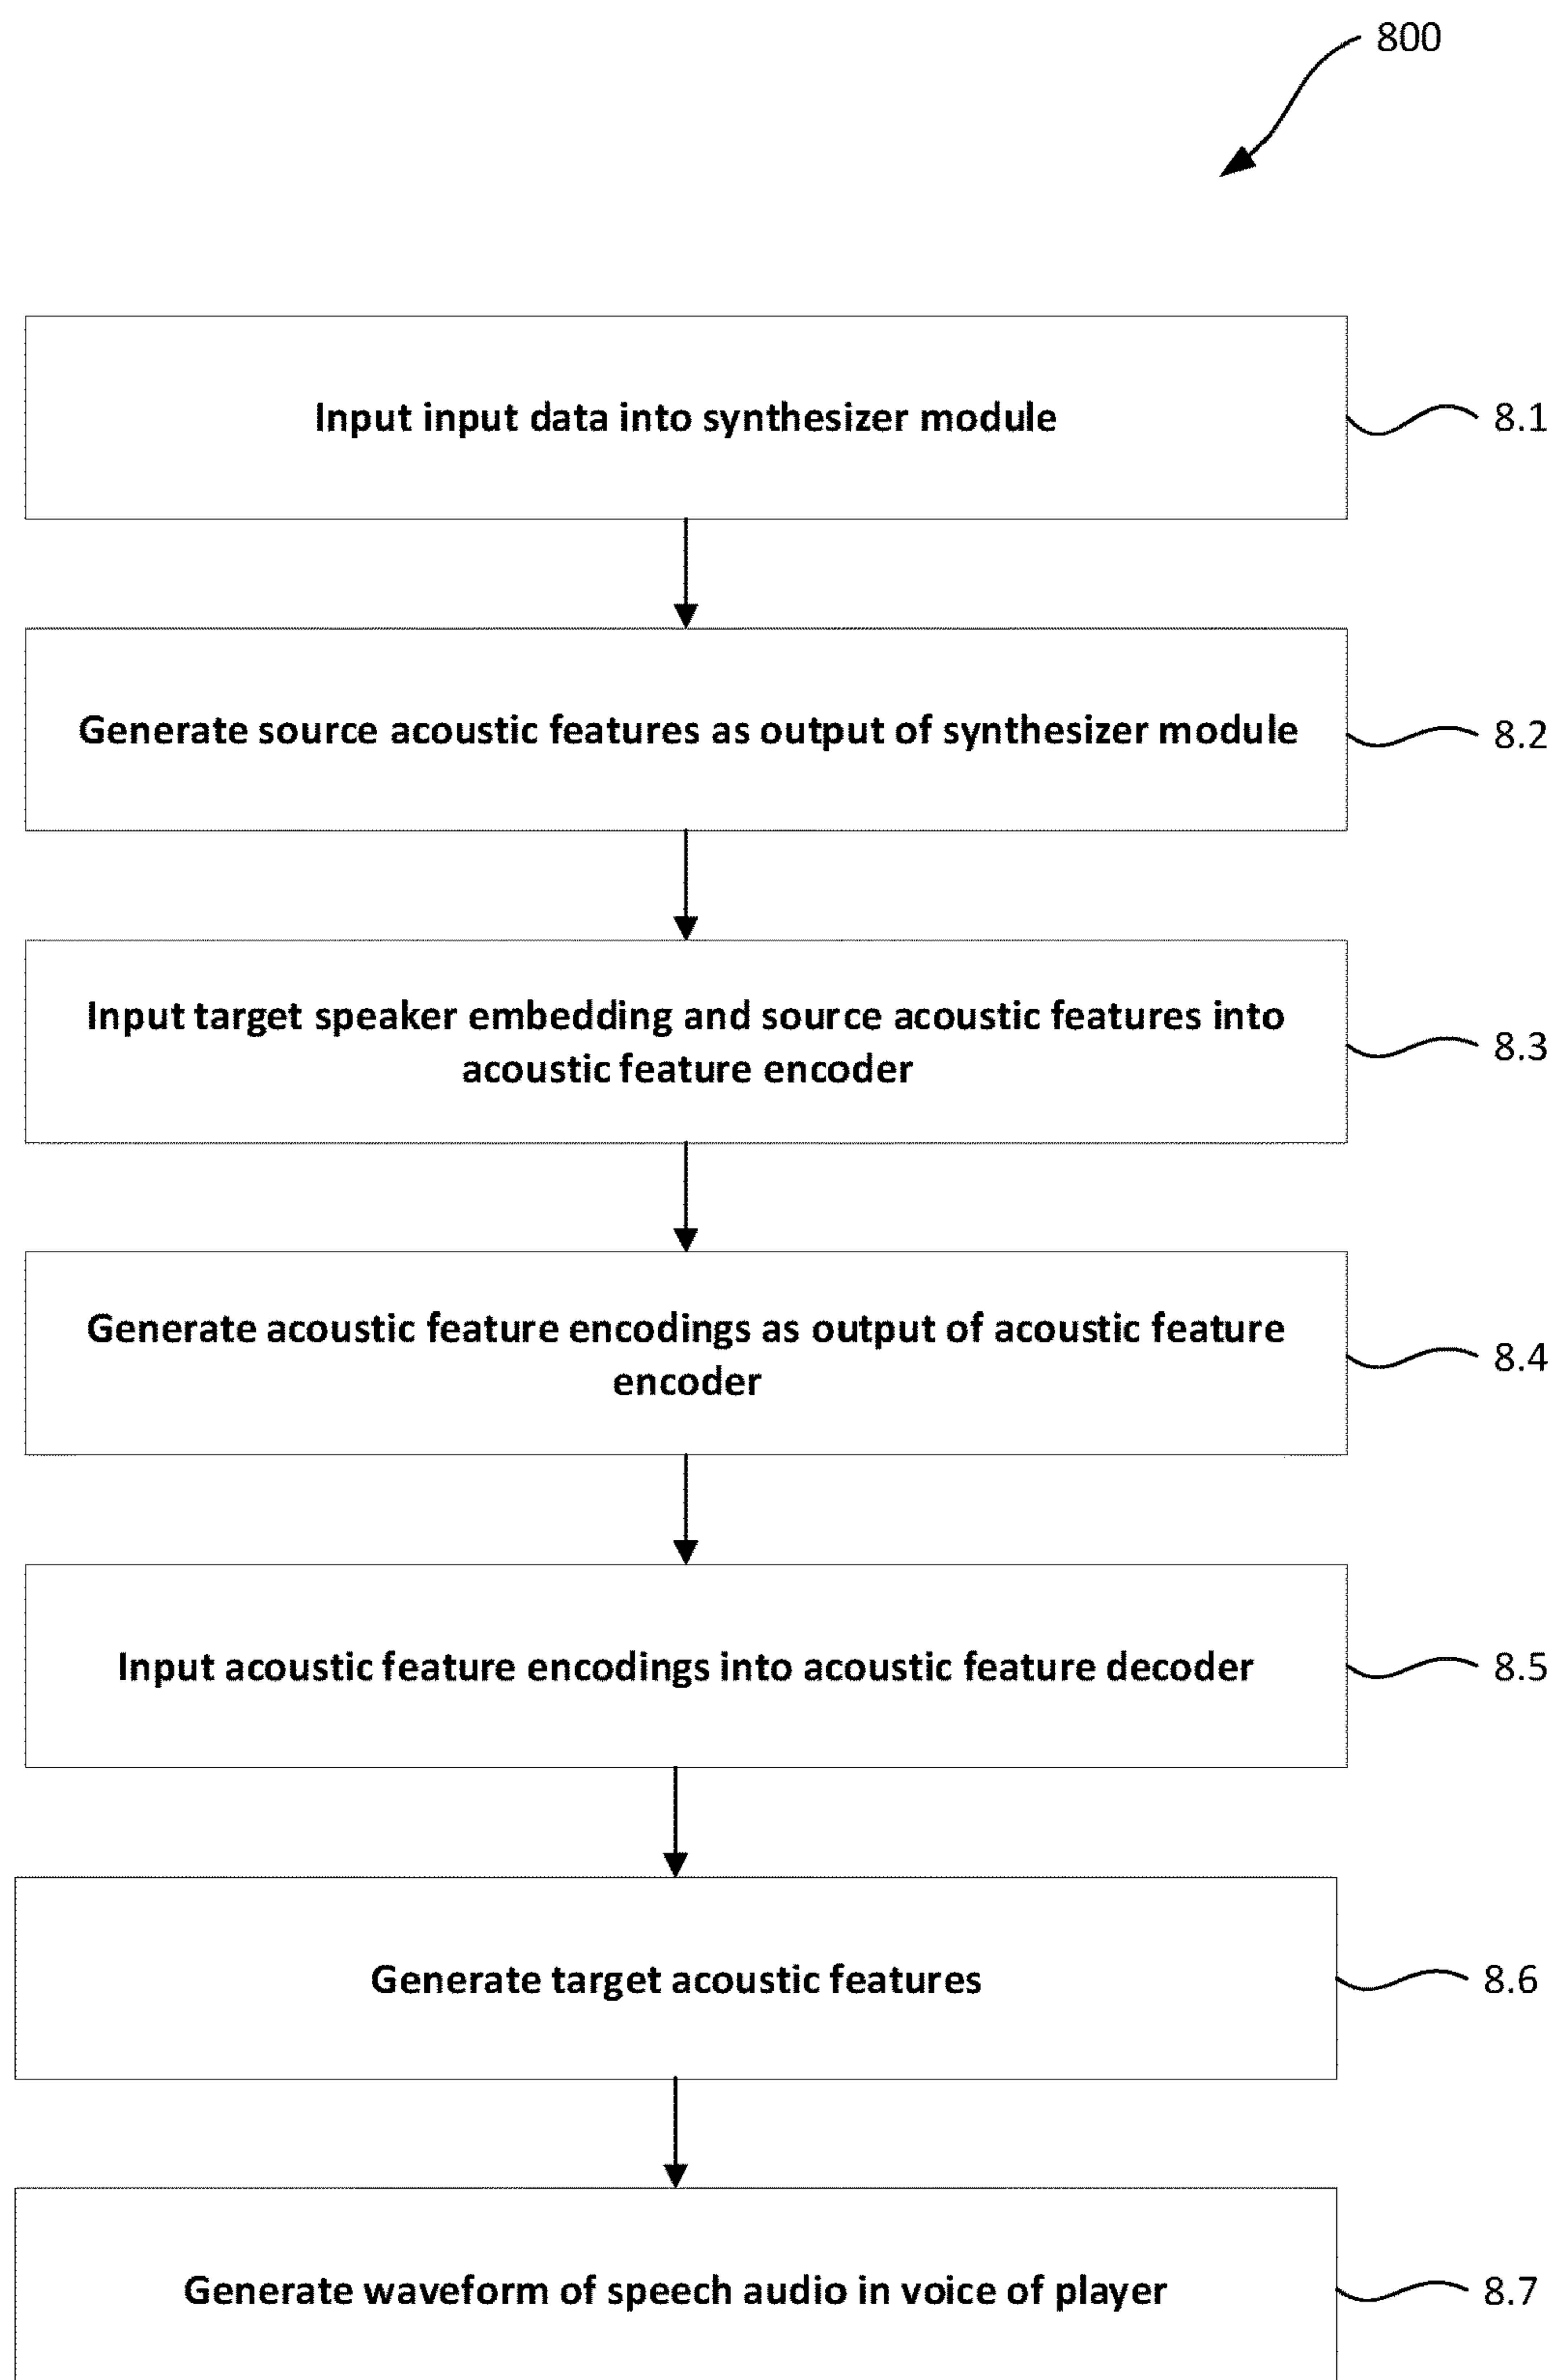 800
Input input data into synthesizer module
8.1
Generate source acoustic features as output of synthesizer module
8.2
Input target speaker embedding and source acoustic features into
acoustic feature encoder
8.3
Generate acoustic feature encodings as output of acoustic feature
encoder
8.4
Input acoustic feature encodings into acoustic feature decoder
8.5
Generate target acoustic features
8.6
Generate waveform of speech audio in voice of player
8.7